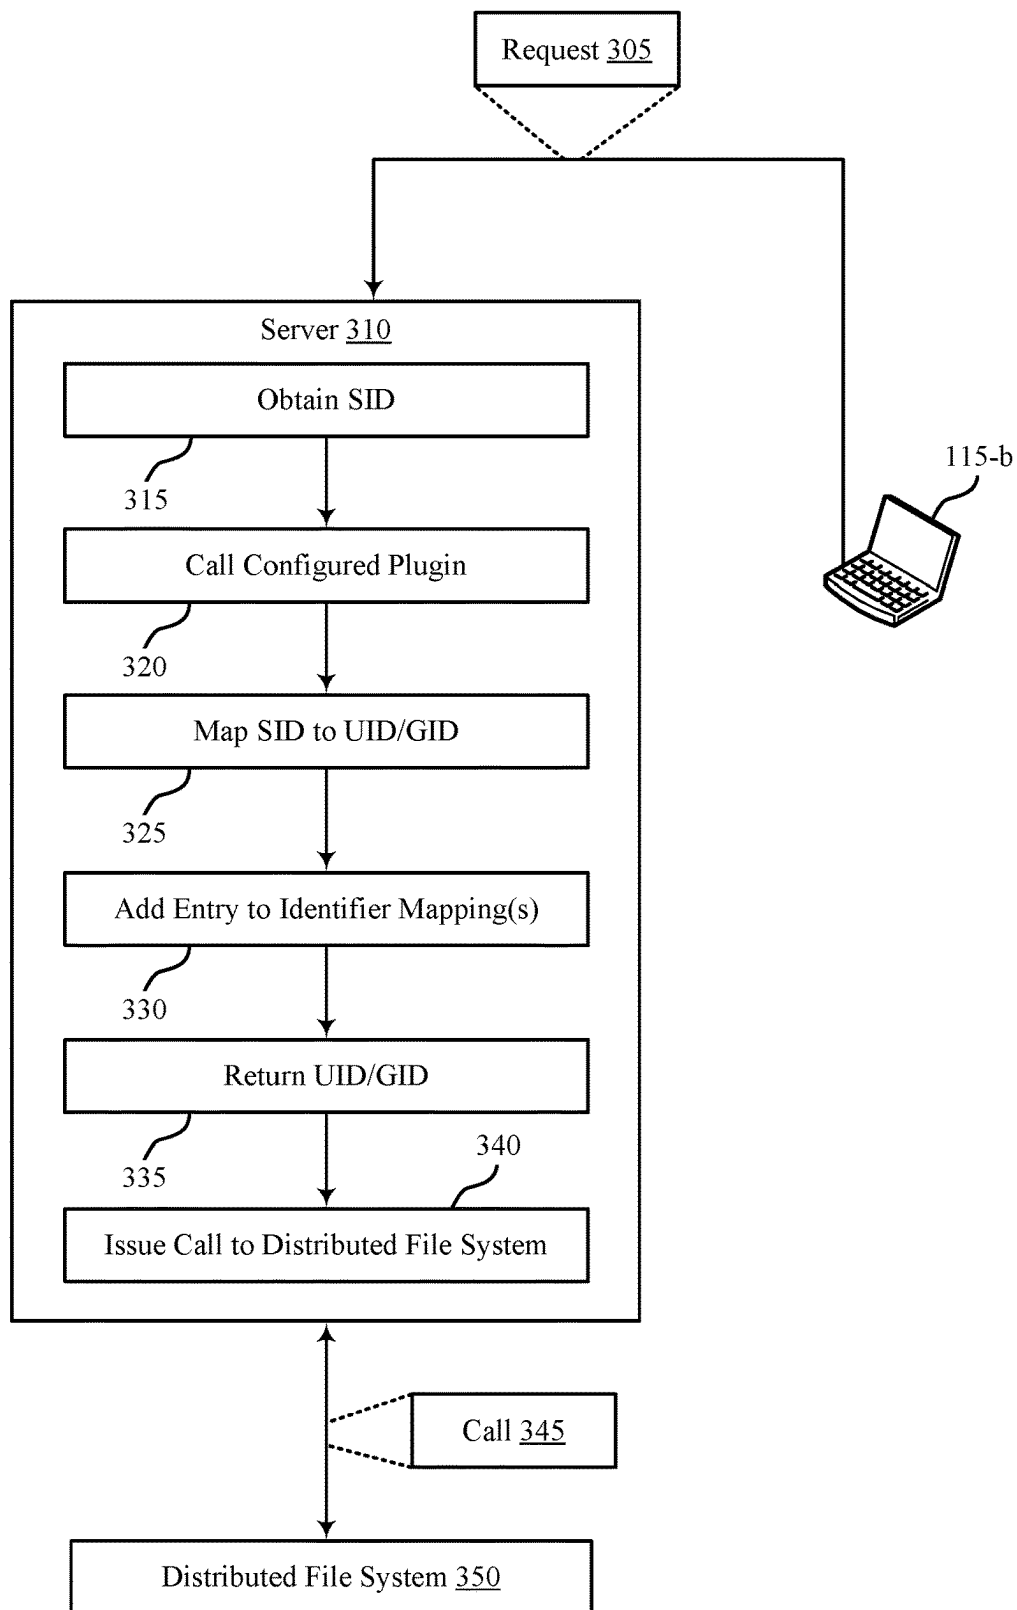 Request 305
Server 310
Obtain SID
315
115-b
Call Configured Plugin
320
Map SID to UID/GID
325
Add Entry to Identifier Mapping(s)
330
Return UID/GID
335
340
Issue Call to Distributed File System
Call 345
Distributed File System 350